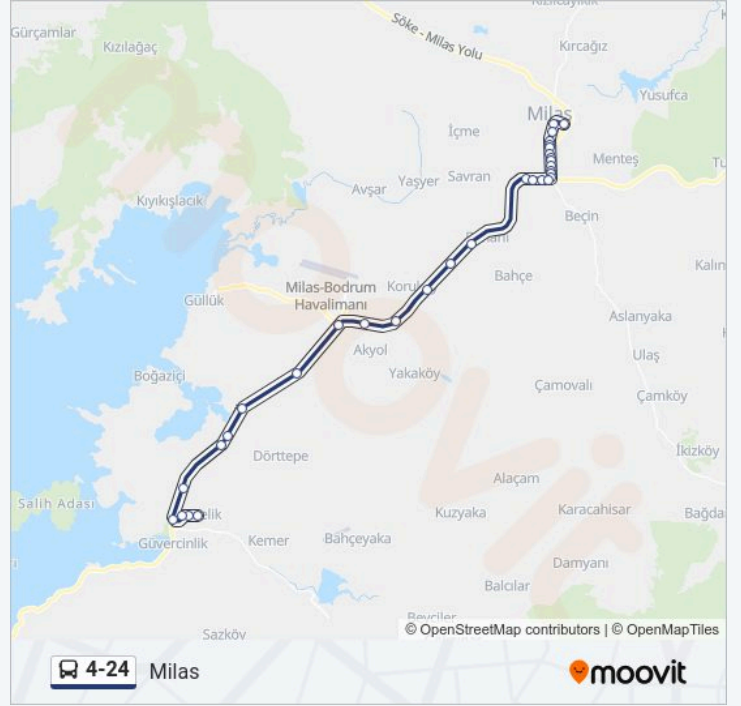 Kızılcayıkık
Gürçamlar
Kızılağaç
Söke - Milas Yolu
Kırcağız
Yusufca
Milas
İçme
Menteş
Savran
Yaşyer
Avşar
Kıyıkışlacık
Beçin
Bahçe
Milas-Bodrum
Havalimanı
Güllük
Aslanyaka
Akyol
Ulaş
Boğaziçi
Yakaköy
Çamovalı
Çamköy
Dörttepe
İkizköy
Alaçam
Salih Adası
Kuzyaka
Karacahisar
Güvercinlik
Kemer
Bahçeyaka
Damyanı
Balcılar
Sazköy
© OpenStreetMap contributors | © OpenMapTiles
4-24 Milas
moovit